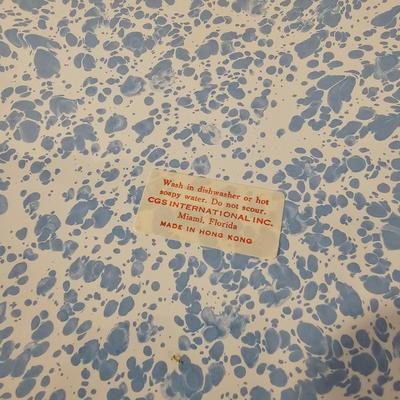 Wash in dishwasher or hot
soapy water. Do not scour.
CGS INTERNATIONAL INC.
Miami, Florida
MADE IN HONG KONG